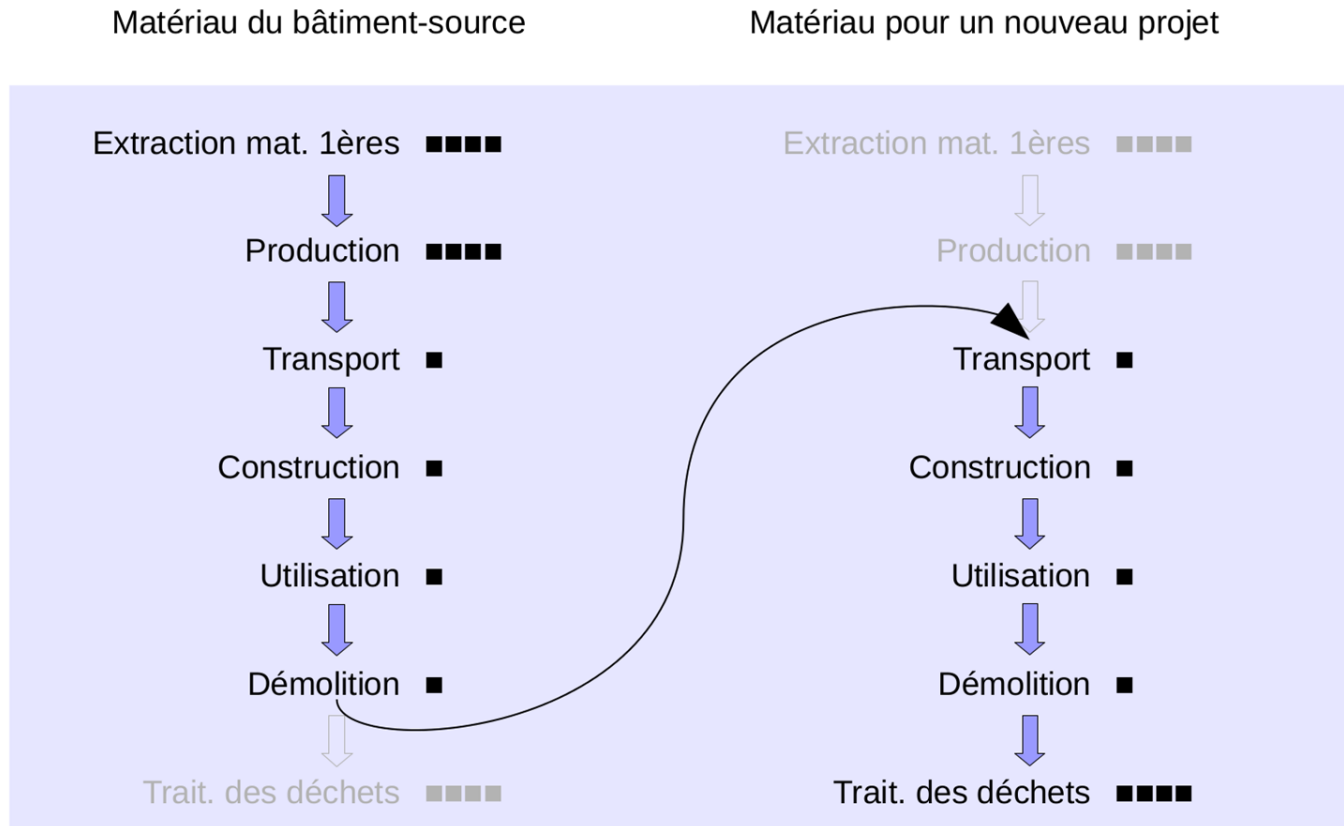 Matériau du bâtiment-source
Matériau pour un nouveau projet
Extraction mat. 1ères ■■■■
Production ■■■■
Transport ■
Construction ■
Utilisation ■
Démolition ■
Trait. des déchets ■■■■
Extraction mat. 1ères ■■■■
Production ■■■■
Transport ■
Construction ■
Utilisation ■
Démolition ■
Trait. des déchets ■■■■